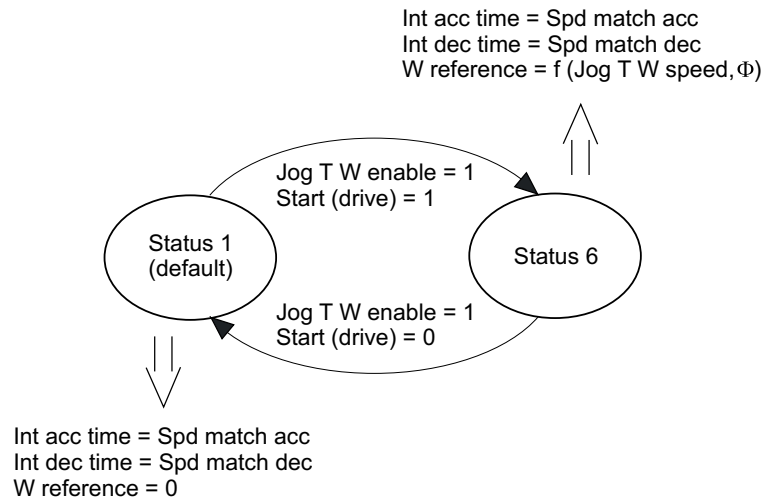 Int acc time = Spd match acc
Int dec time = Spd match dec
W reference = f (Jog T W speed,Φ)
Jog T W enable = 1
Start (drive) = 1
Status 1
(default)
Status 6
Jog T W enable = 1
Start (drive) = 0
Int acc time = Spd match acc
Int dec time = Spd match dec
W reference = 0